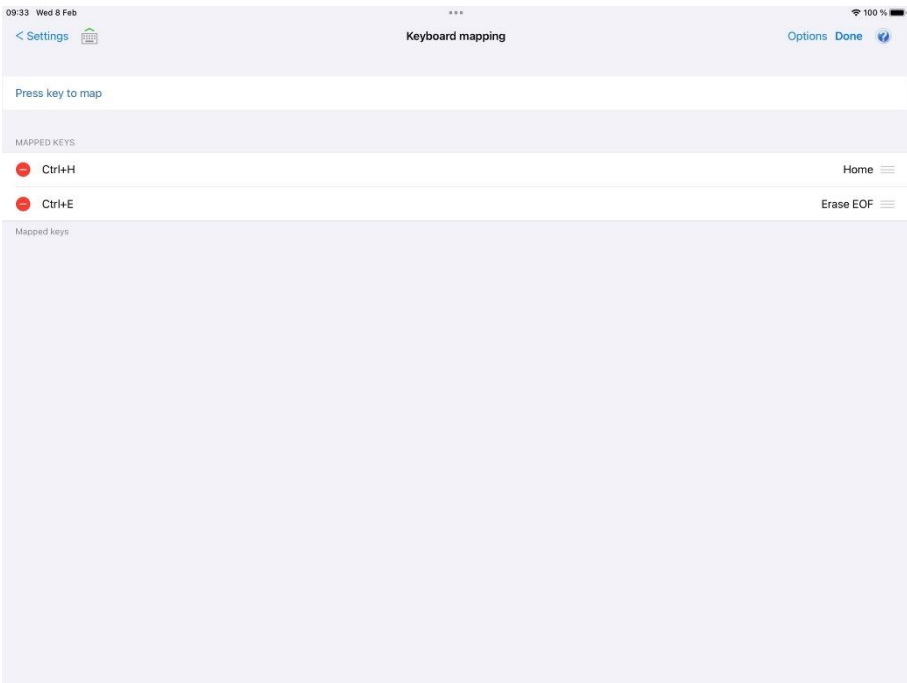 09:33 Wed 8 Feb 100 %
< Settings Keyboard mapping Options Done ?
Press key to map
MAPPED KEYS
Ctrl+H Home
Ctrl+E Erase EOF
Mapped keys